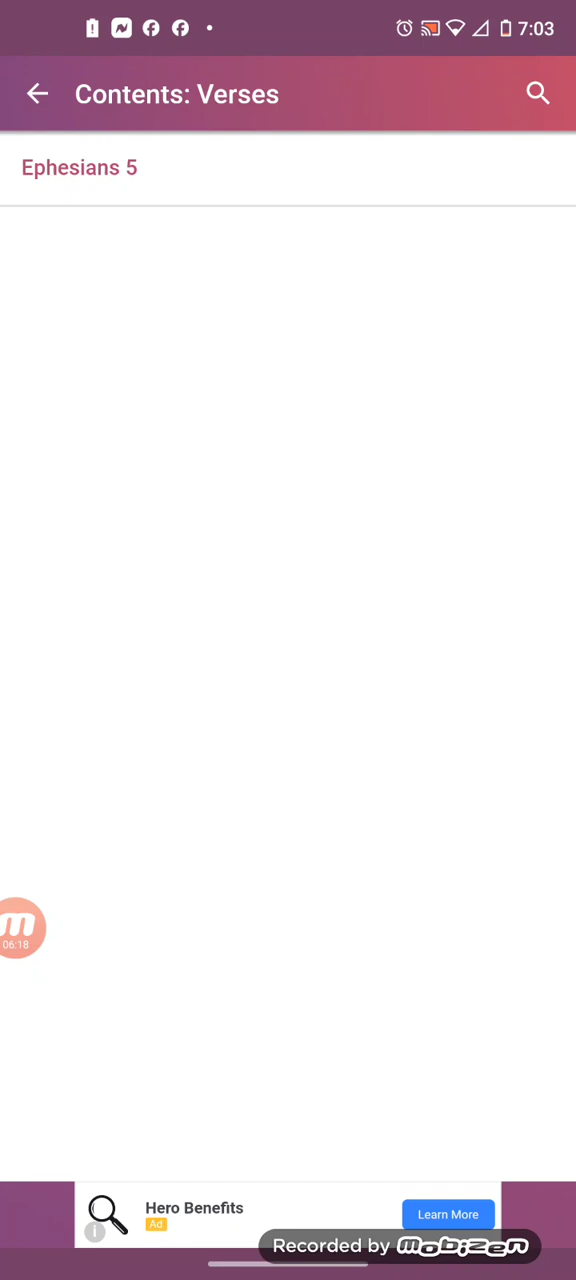 7:03
Contents: Verses
Ephesians 5
m
06:18
Hero Benefits
Ad
Learn More
Recorded by mobizen